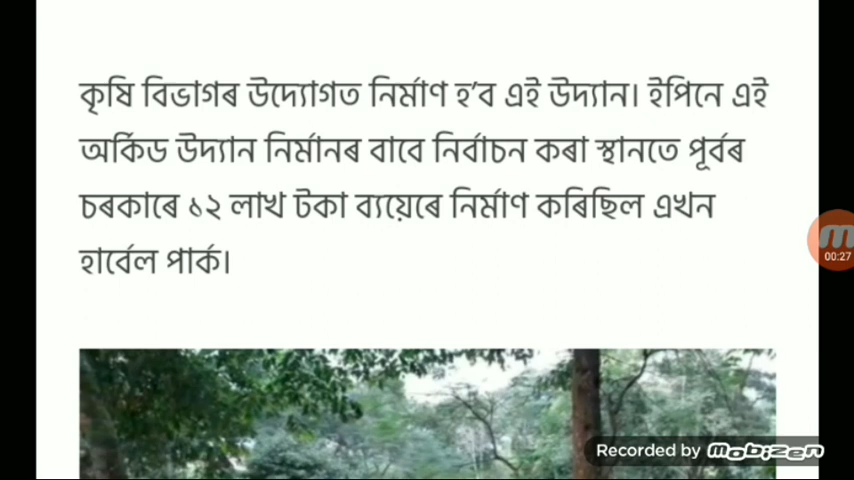 কৃষি বিভাগৰ উদ্যোগত নিৰ্মাণ হ’ব এই উদ্যান। ইপিনে এই
অৰ্কিড উদ্যান নিৰ্মানৰ বাবে নিৰ্বাচন কৰা স্থানতে পূৰ্বৰ
চৰকাৰে ১২ লাখ টকা ব্যয়েৰে নিৰ্মাণ কৰিছিল এখন
হাৰ্বেল পাৰ্ক।
00:27
Recorded by mobizen